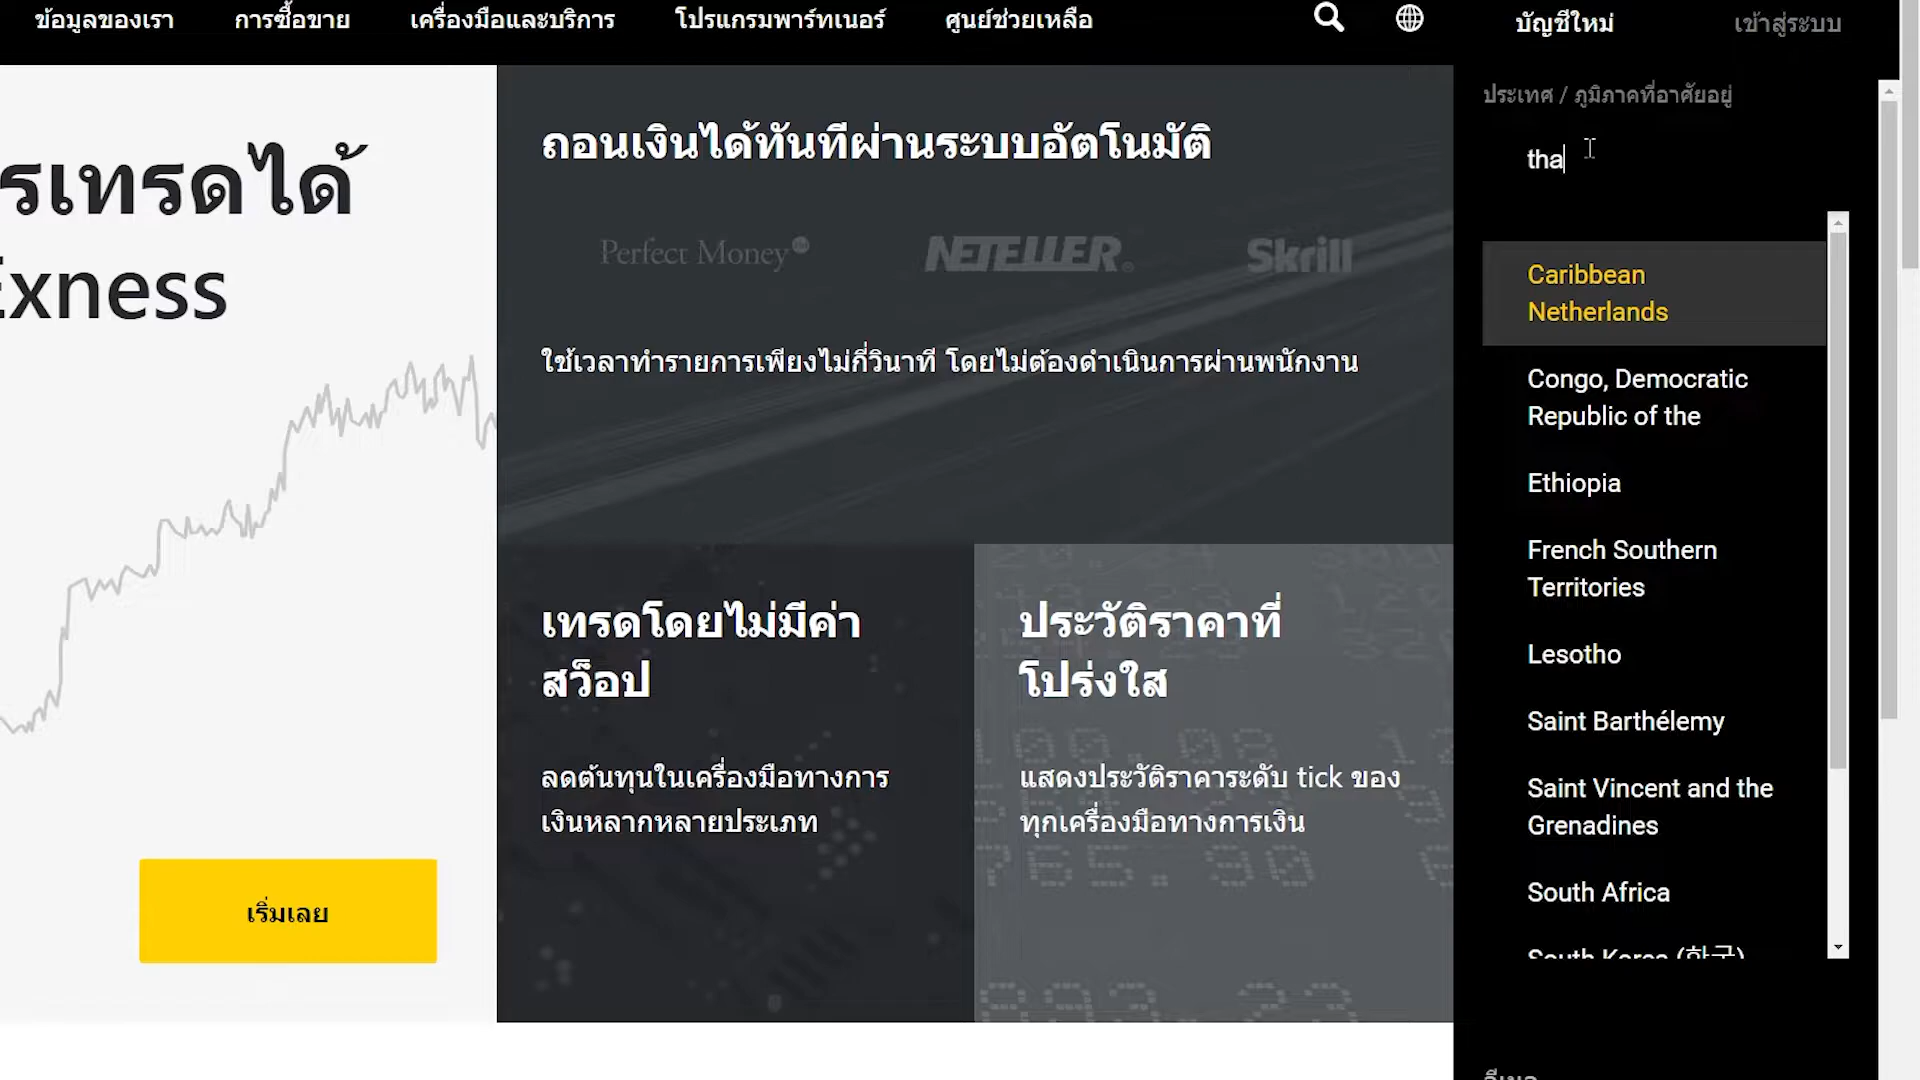 ข้อมูลของเรา
การซื้อขาย
เครื่องมือและบริการ
โปรแกรมพาร์ทเนอร์
ศูนย์ช่วยเหลือ
บัญชีใหม่
เข้าสู่ระบบ
รเทรดได้
Exness
เริ่มเลย
ถอนเงินได้ทันทีผ่านระบบอัตโนมัติ
Perfect Money
NETELLER
Skrill
ใช้เวลาทำรายการเพียงไม่กี่วินาที โดยไม่ต้องดำเนินการผ่านพนักงาน
เทรดโดยไม่มีค่า
สว็อป
ลดต้นทุนในเครื่องมือทางการ
เงินหลากหลายประเภท
ประวัติราคาที่
โปร่งใส
แสดงประวัติราคาระดับ tick ของ
ทุกเครื่องมือทางการเงิน
ประเทศ / ภูมิภาคที่อาศัยอยู่
tha
Caribbean
Netherlands
Congo, Democratic
Republic of the
Ethiopia
French Southern
Territories
Lesotho
Saint Barthélemy
Saint Vincent and the
Grenadines
South Africa
South Korea (한국)